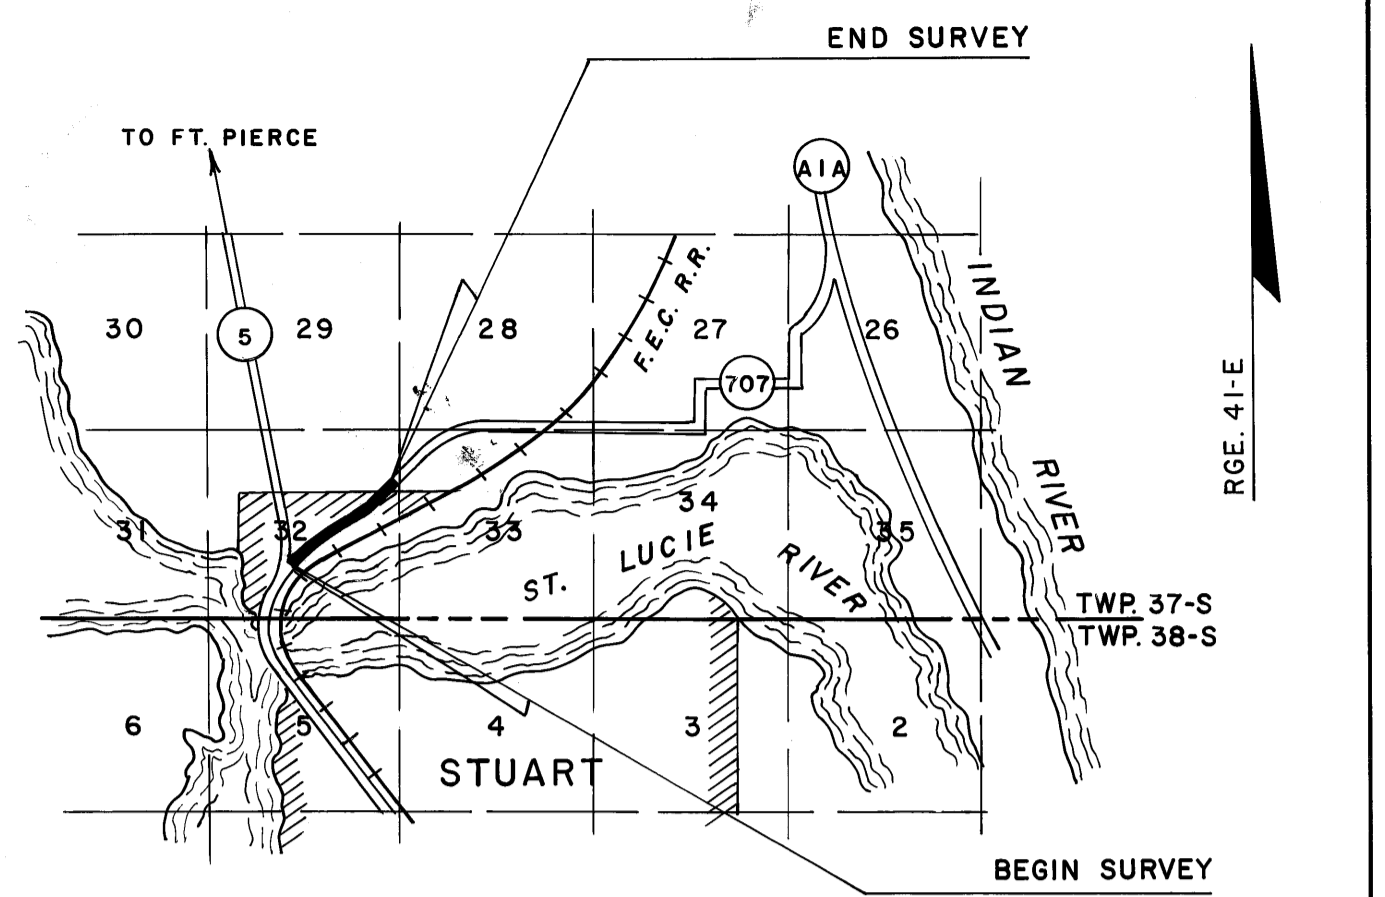 END SURVEY
TO FT. PIERCE
A1A
INDIAN
RIVER
F.E.C. R.R.
30
5
29
28
27
26
707
RGE. 41-E
31
32
33
34
35
ST. LUCIE RIVER
TWP. 37-S
TWP. 38-S
6
5
4
3
2
STUART
BEGIN SURVEY